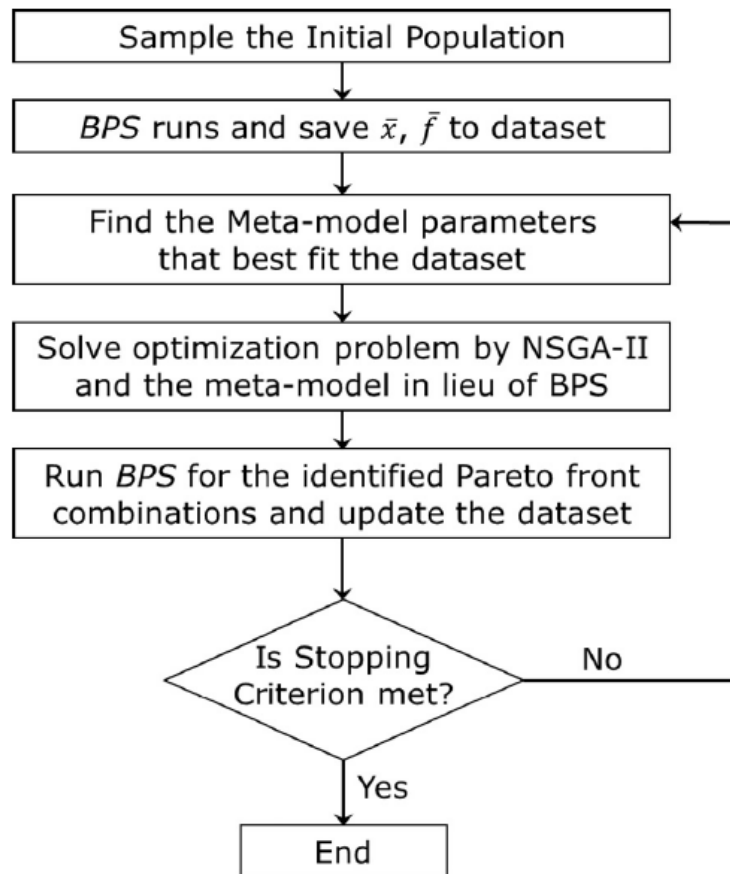 Sample the Initial Population
BPS runs and save x̄, f̄ to dataset
Find the Meta-model parameters
that best fit the dataset
Solve optimization problem by NSGA-II
and the meta-model in lieu of BPS
Run BPS for the identified Pareto front
combinations and update the dataset
Is Stopping
Criterion met?
No
Yes
End